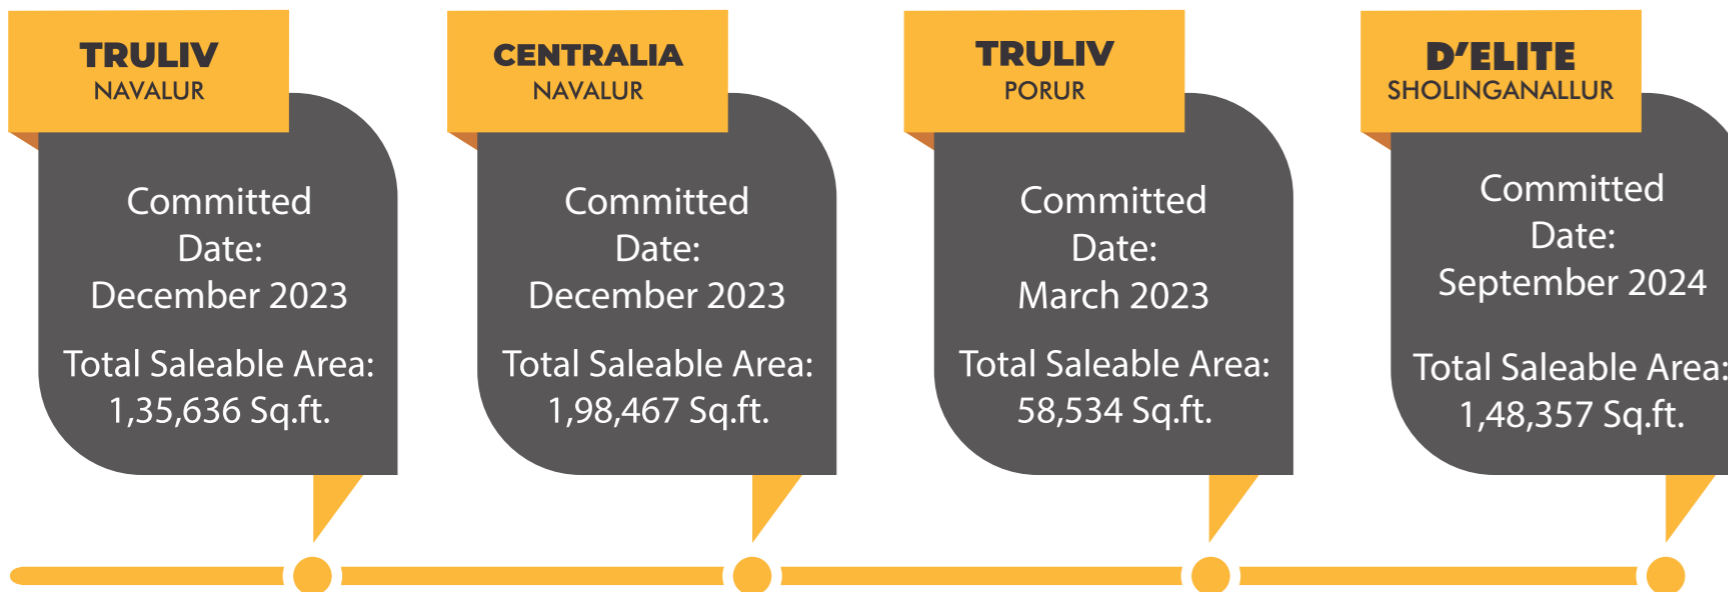 TRULIV
NAVALUR
Committed
Date:
December 2023
Total Saleable Area:
1,35,636 Sq.ft.
CENTRALIA
NAVALUR
Committed
Date:
December 2023
Total Saleable Area:
1,98,467 Sq.ft.
TRULIV
PORUR
Committed
Date:
March 2023
Total Saleable Area:
58,534 Sq.ft.
D'ELITE
SHOLINGANALLUR
Committed
Date:
September 2024
Total Saleable Area:
1,48,357 Sq.ft.